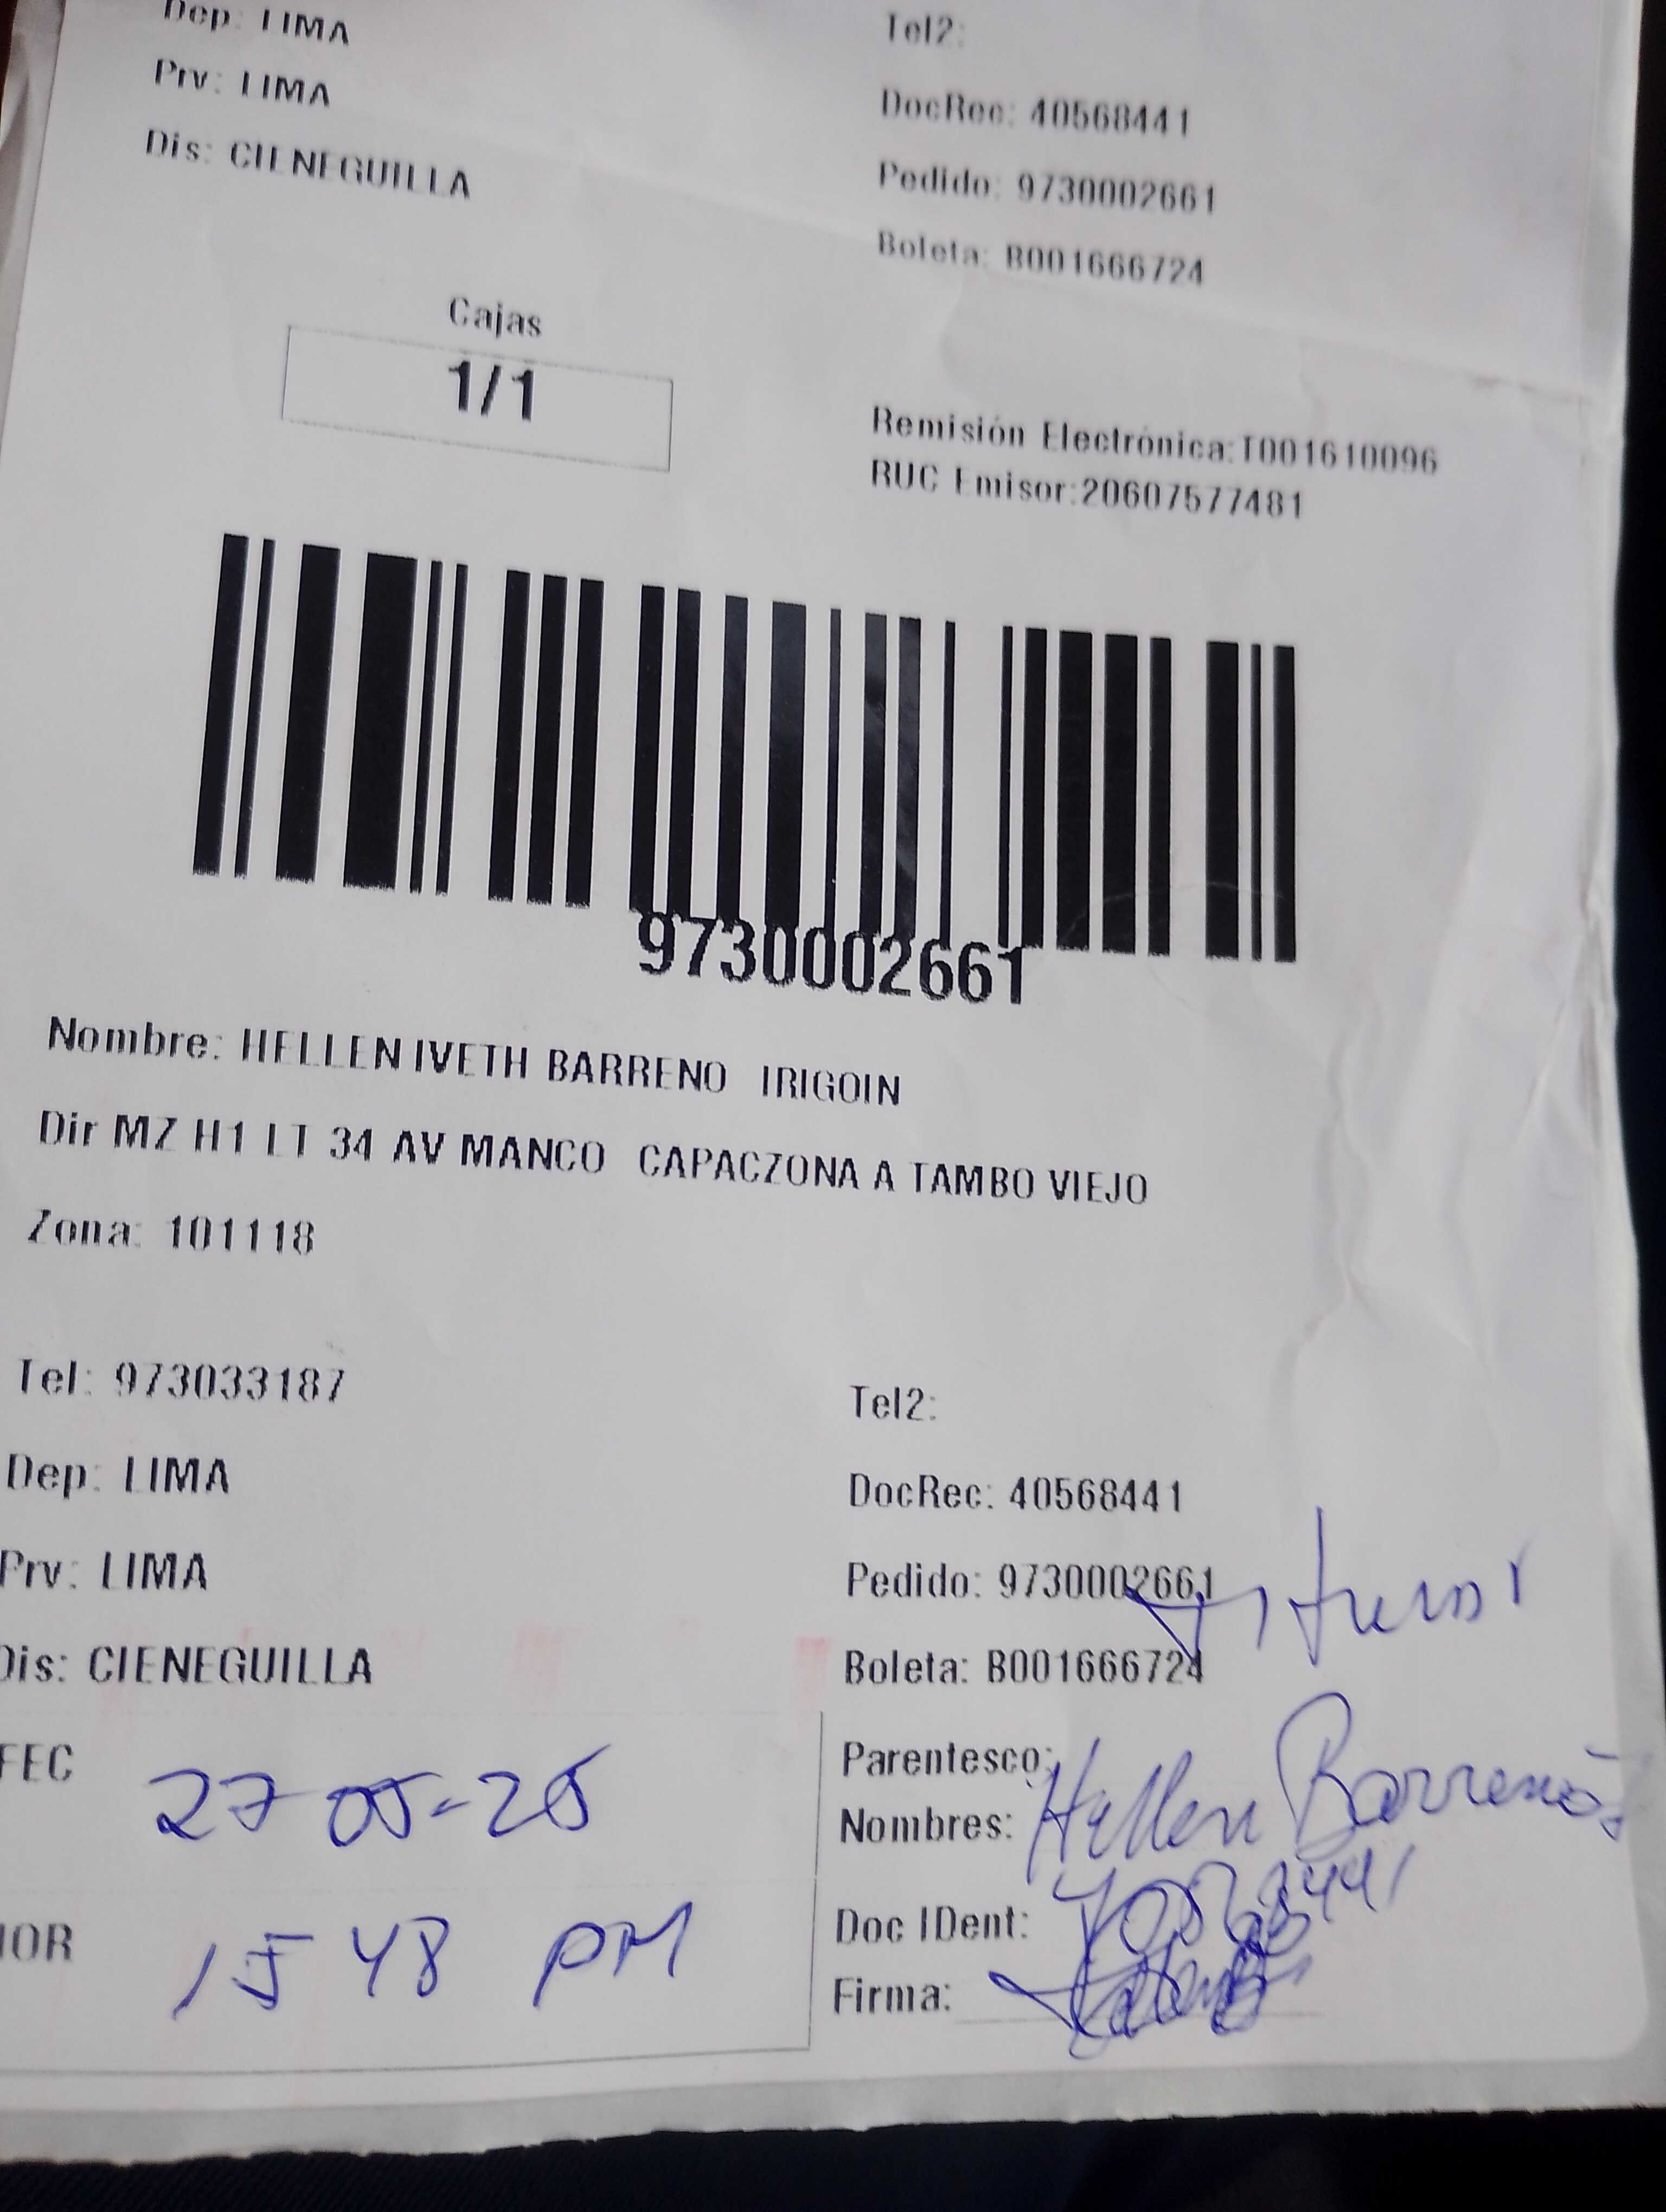 Dep: LIMA
Tel2:
Prv: LIMA
DocRec: 40568441
Dis: CIENEGUILLA
Pedido: 9730002661
Boleta: B001666724
Cajas
1/1
Remisión Electrónica:T001610096
RUC Emisor:20607577481
9730002661
Nombre: HELLEN IVETH BARRENO IRIGOIN
Dir MZ H1 LT 34 AV MANCO CAPACZONA A TAMBO VIEJO
Zona: 101118
Tel: 973033187
Tel2:
Dep: LIMA
DocRec: 40568441
Prv: LIMA
Pedido: 9730002661
Dis: CIENEGUILLA
Boleta: B001666724
FEC 27 05-25
Parentesco:
Nombres: Hellen Barreno
HOR 15 48 PM
Doc IDent:
Firma: